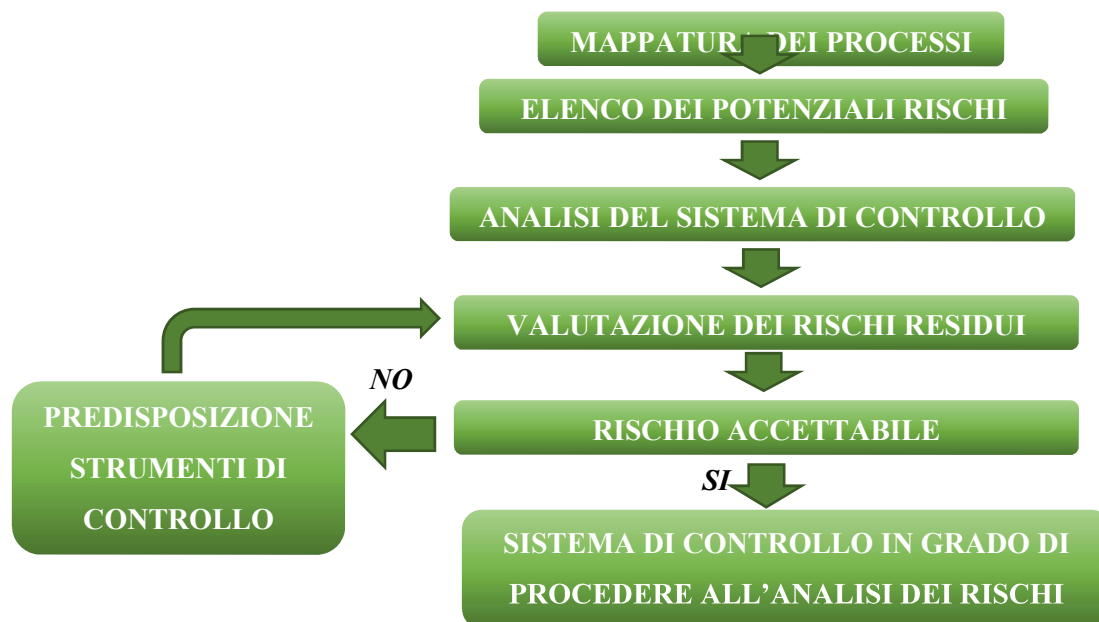 MAPPATURA DEI PROCESSI
ELENCO DEI POTENZIALI RISCHI
ANALISI DEL SISTEMA DI CONTROLLO
VALUTAZIONE DEI RISCHI RESIDUI
NO
RISCHIO ACCETTABILE
PREDISPOSIZIONE
STRUMENTI DI
CONTROLLO
SI
SISTEMA DI CONTROLLO IN GRADO DI
PROCEDERE ALL’ANALISI DEI RISCHI